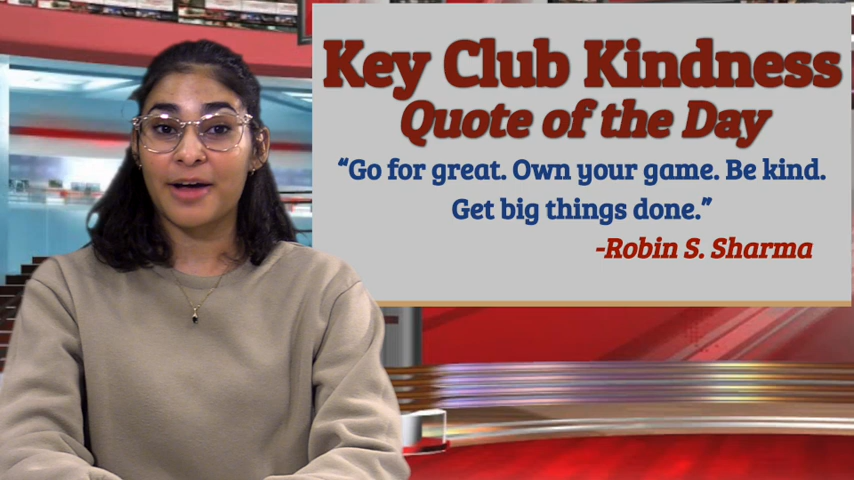 Key Club Kindness
Quote of the Day
“Go for great. Own your game. Be kind.
Get big things done.”
-Robin S. Sharma